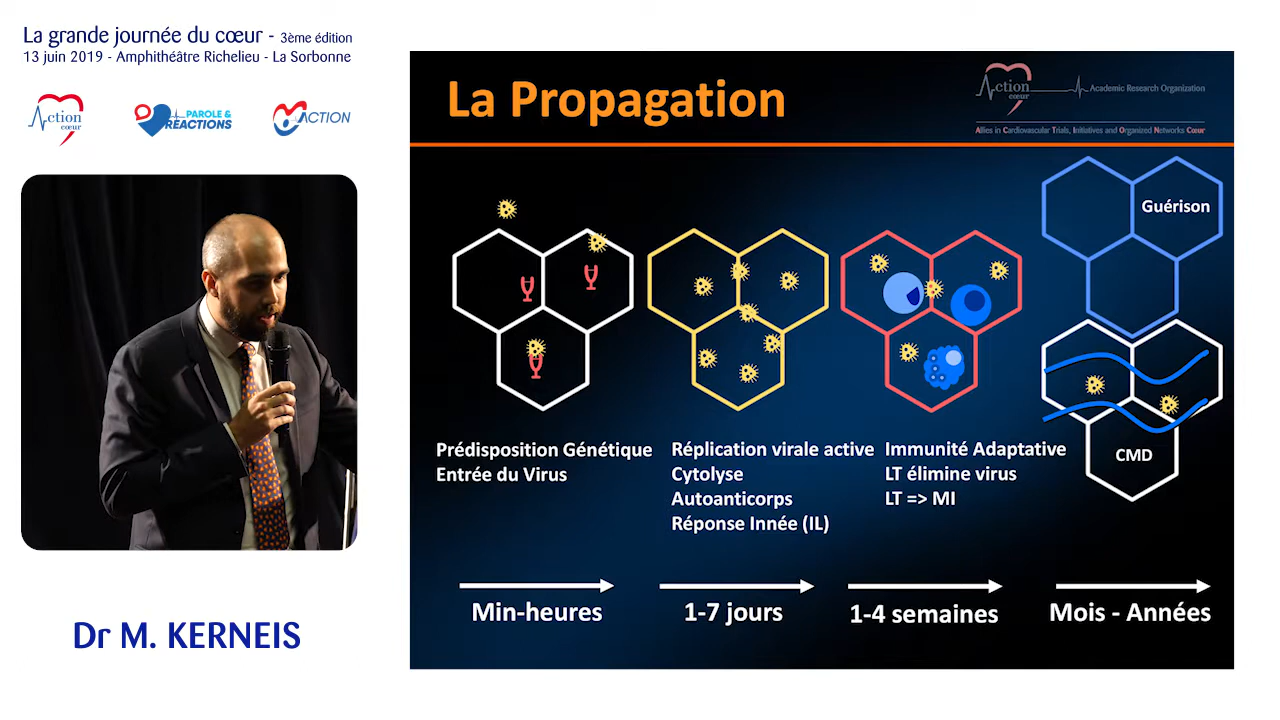 La grande journée du cœur - 3ème édition
13 juin 2019 - Amphithéâtre Richelieu - La Sorbonne
Action
cœur
PAROLE &
RÉACTIONS
ACTION
Dr M. KERNEIS
La Propagation
Action
cœur
Academic Research Organization
Allies in Cardiovascular Trials, Initiatives and Organized Networks Cœur
Guérison
CMD
Prédisposition Génétique
Entrée du Virus
Réplication virale active
Cytolyse
Autoanticorps
Réponse Innée (IL)
Immunité Adaptative
LT élimine virus
LT => MI
Min-heures
1-7 jours
1-4 semaines
Mois - Années